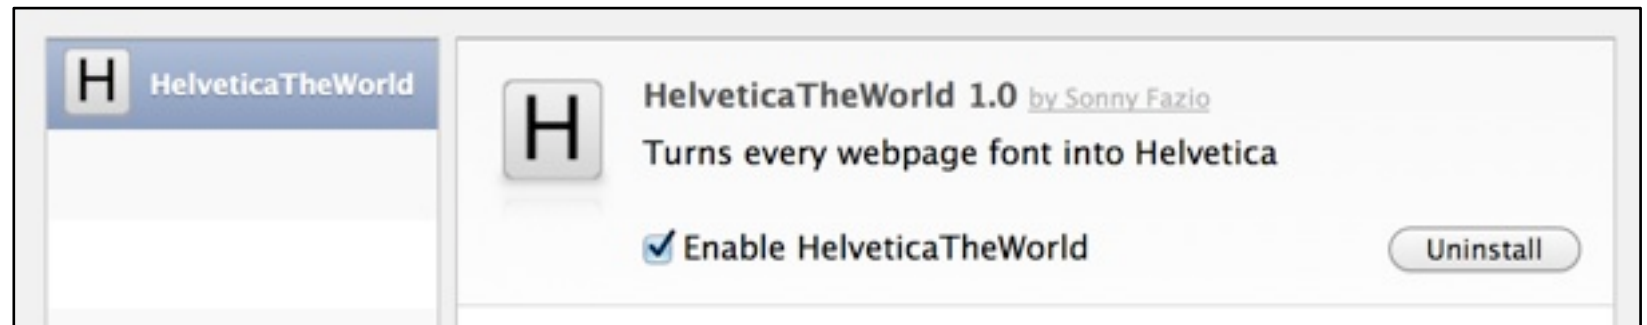 H HelveticaTheWorld
H
HelveticaTheWorld 1.0 by Sonny Fazio
Turns every webpage font into Helvetica
Enable HelveticaTheWorld
Uninstall